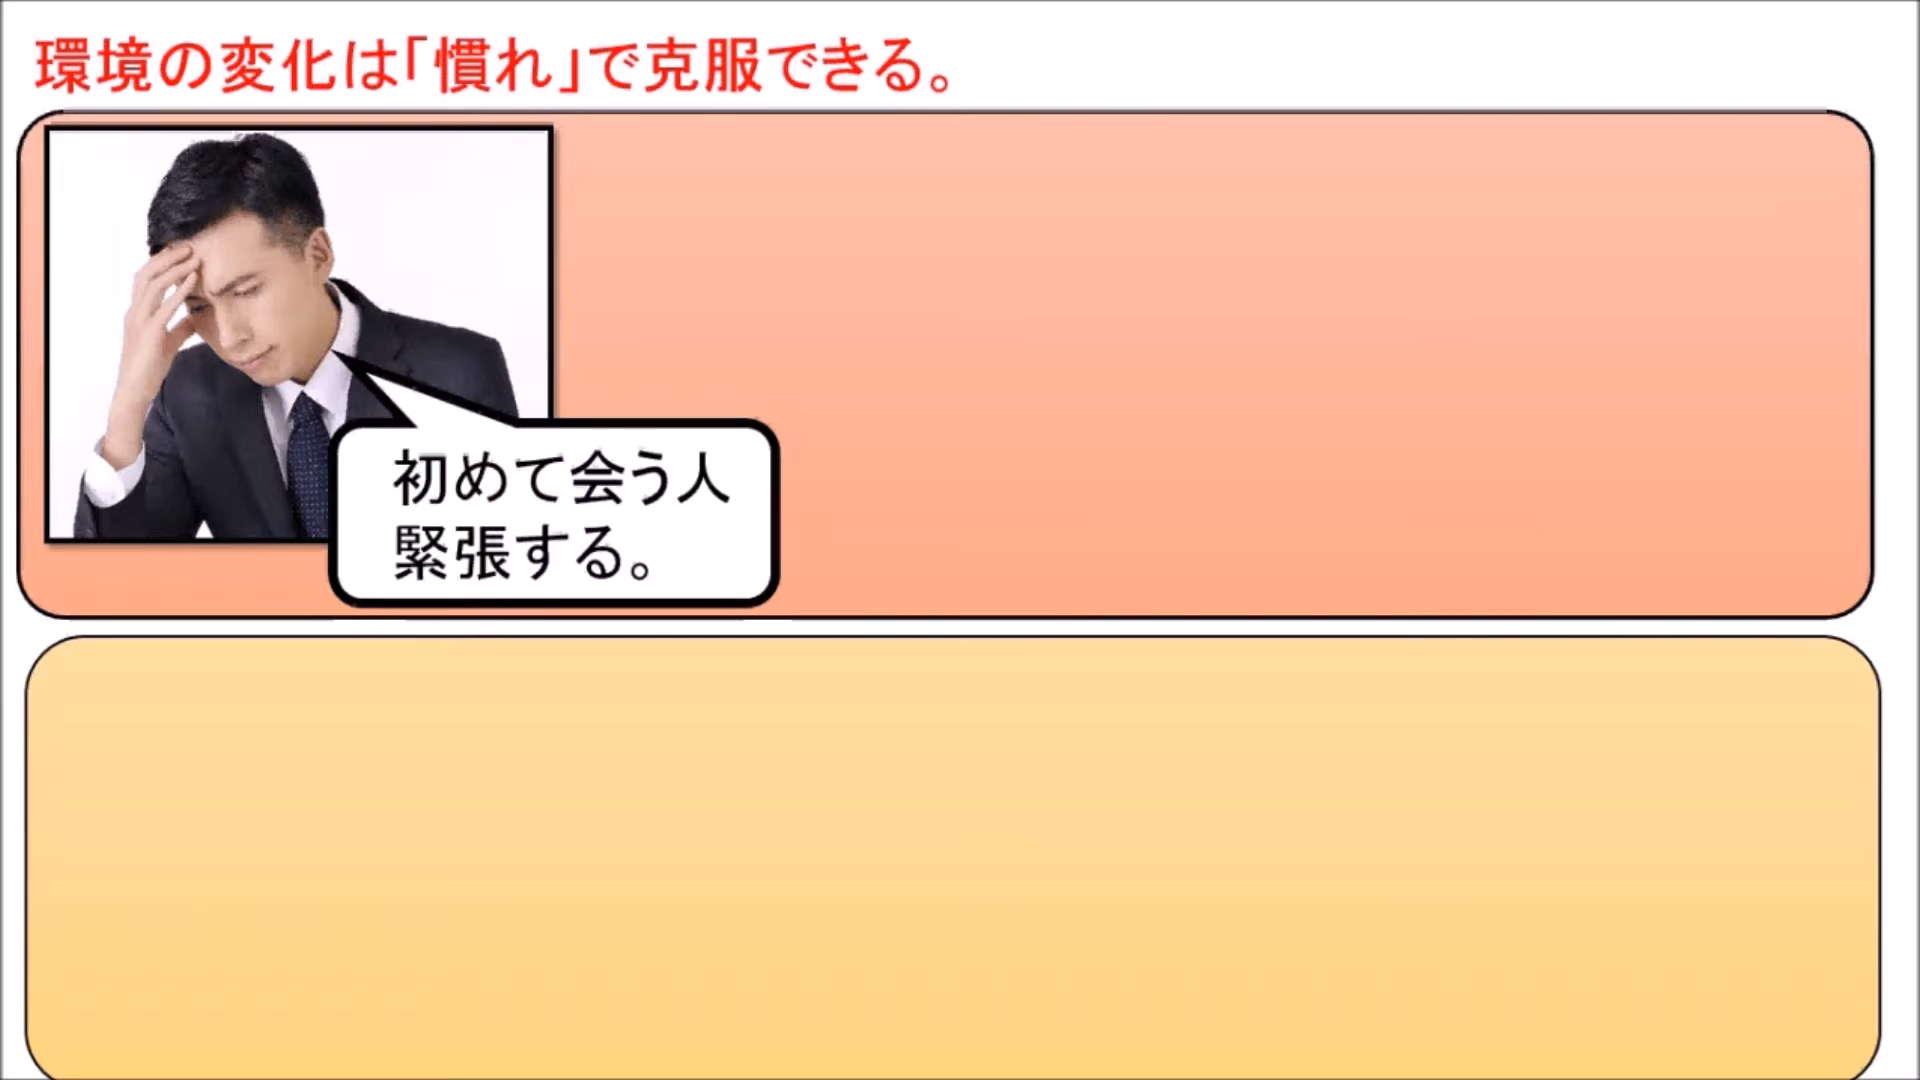 環境の変化は「慣れ」で克服できる。
初めて会う人
緊張する。